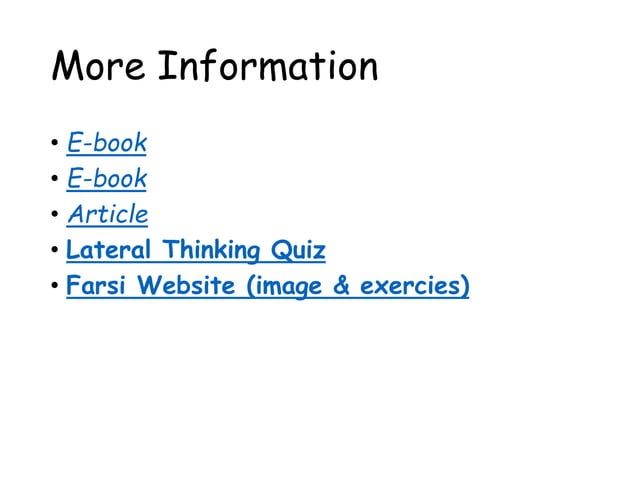 More Information
• E-book
• E-book
• Article
• Lateral Thinking Quiz
• Farsi Website (image & exercies)